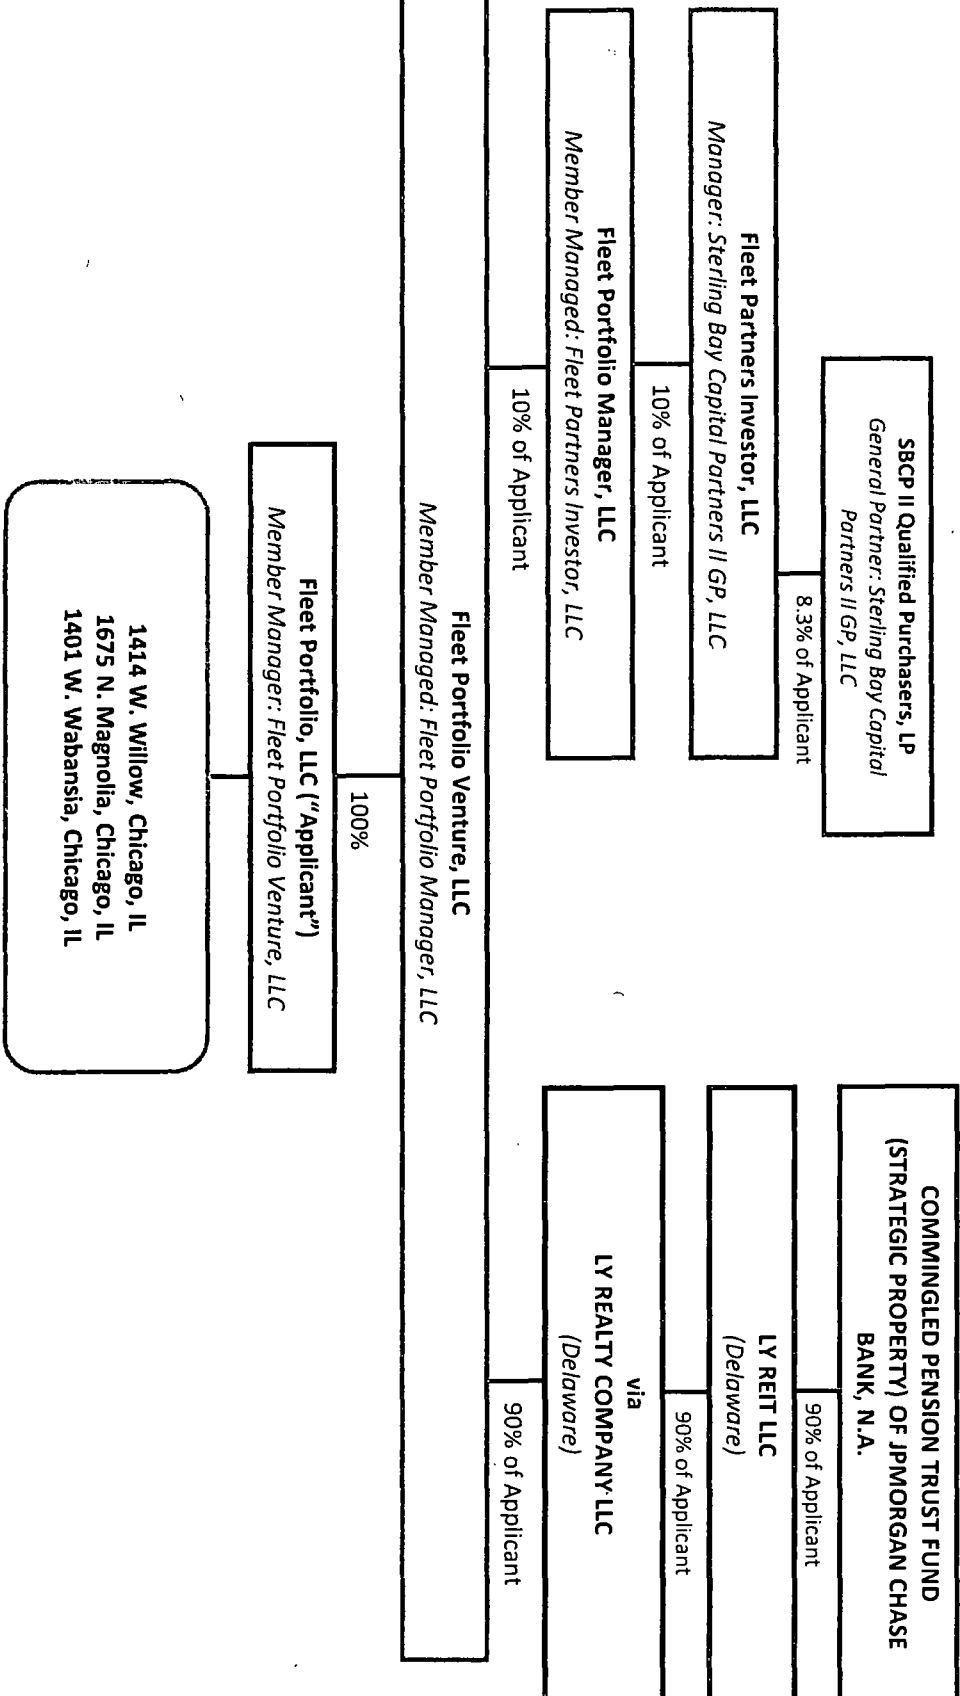 SBCP II Qualified Purchasers, LP
General Partner: Sterling Bay Capital
Partners II GP, LLC
8.3% of Applicant
Fleet Partners Investor, LLC
Manager: Sterling Bay Capital Partners II GP, LLC
10% of Applicant
Fleet Portfolio Manager, LLC
Member Managed: Fleet Partners Investor, LLC
10% of Applicant
COMMINGLED PENSION TRUST FUND
(STRATEGIC PROPERTY) OF JPMORGAN CHASE
BANK, N.A.
90% of Applicant
LY REIT LLC
(Delaware)
90% of Applicant
via
LY REALTY COMPANY LLC
(Delaware)
90% of Applicant
Fleet Portfolio Venture, LLC
Member Managed: Fleet Portfolio Manager, LLC
100%
Fleet Portfolio, LLC (“Applicant”)
Member Manager: Fleet Portfolio Venture, LLC
1414 W. Willow, Chicago, IL
1675 N. Magnolia, Chicago, IL
1401 W. Wabansia, Chicago, IL